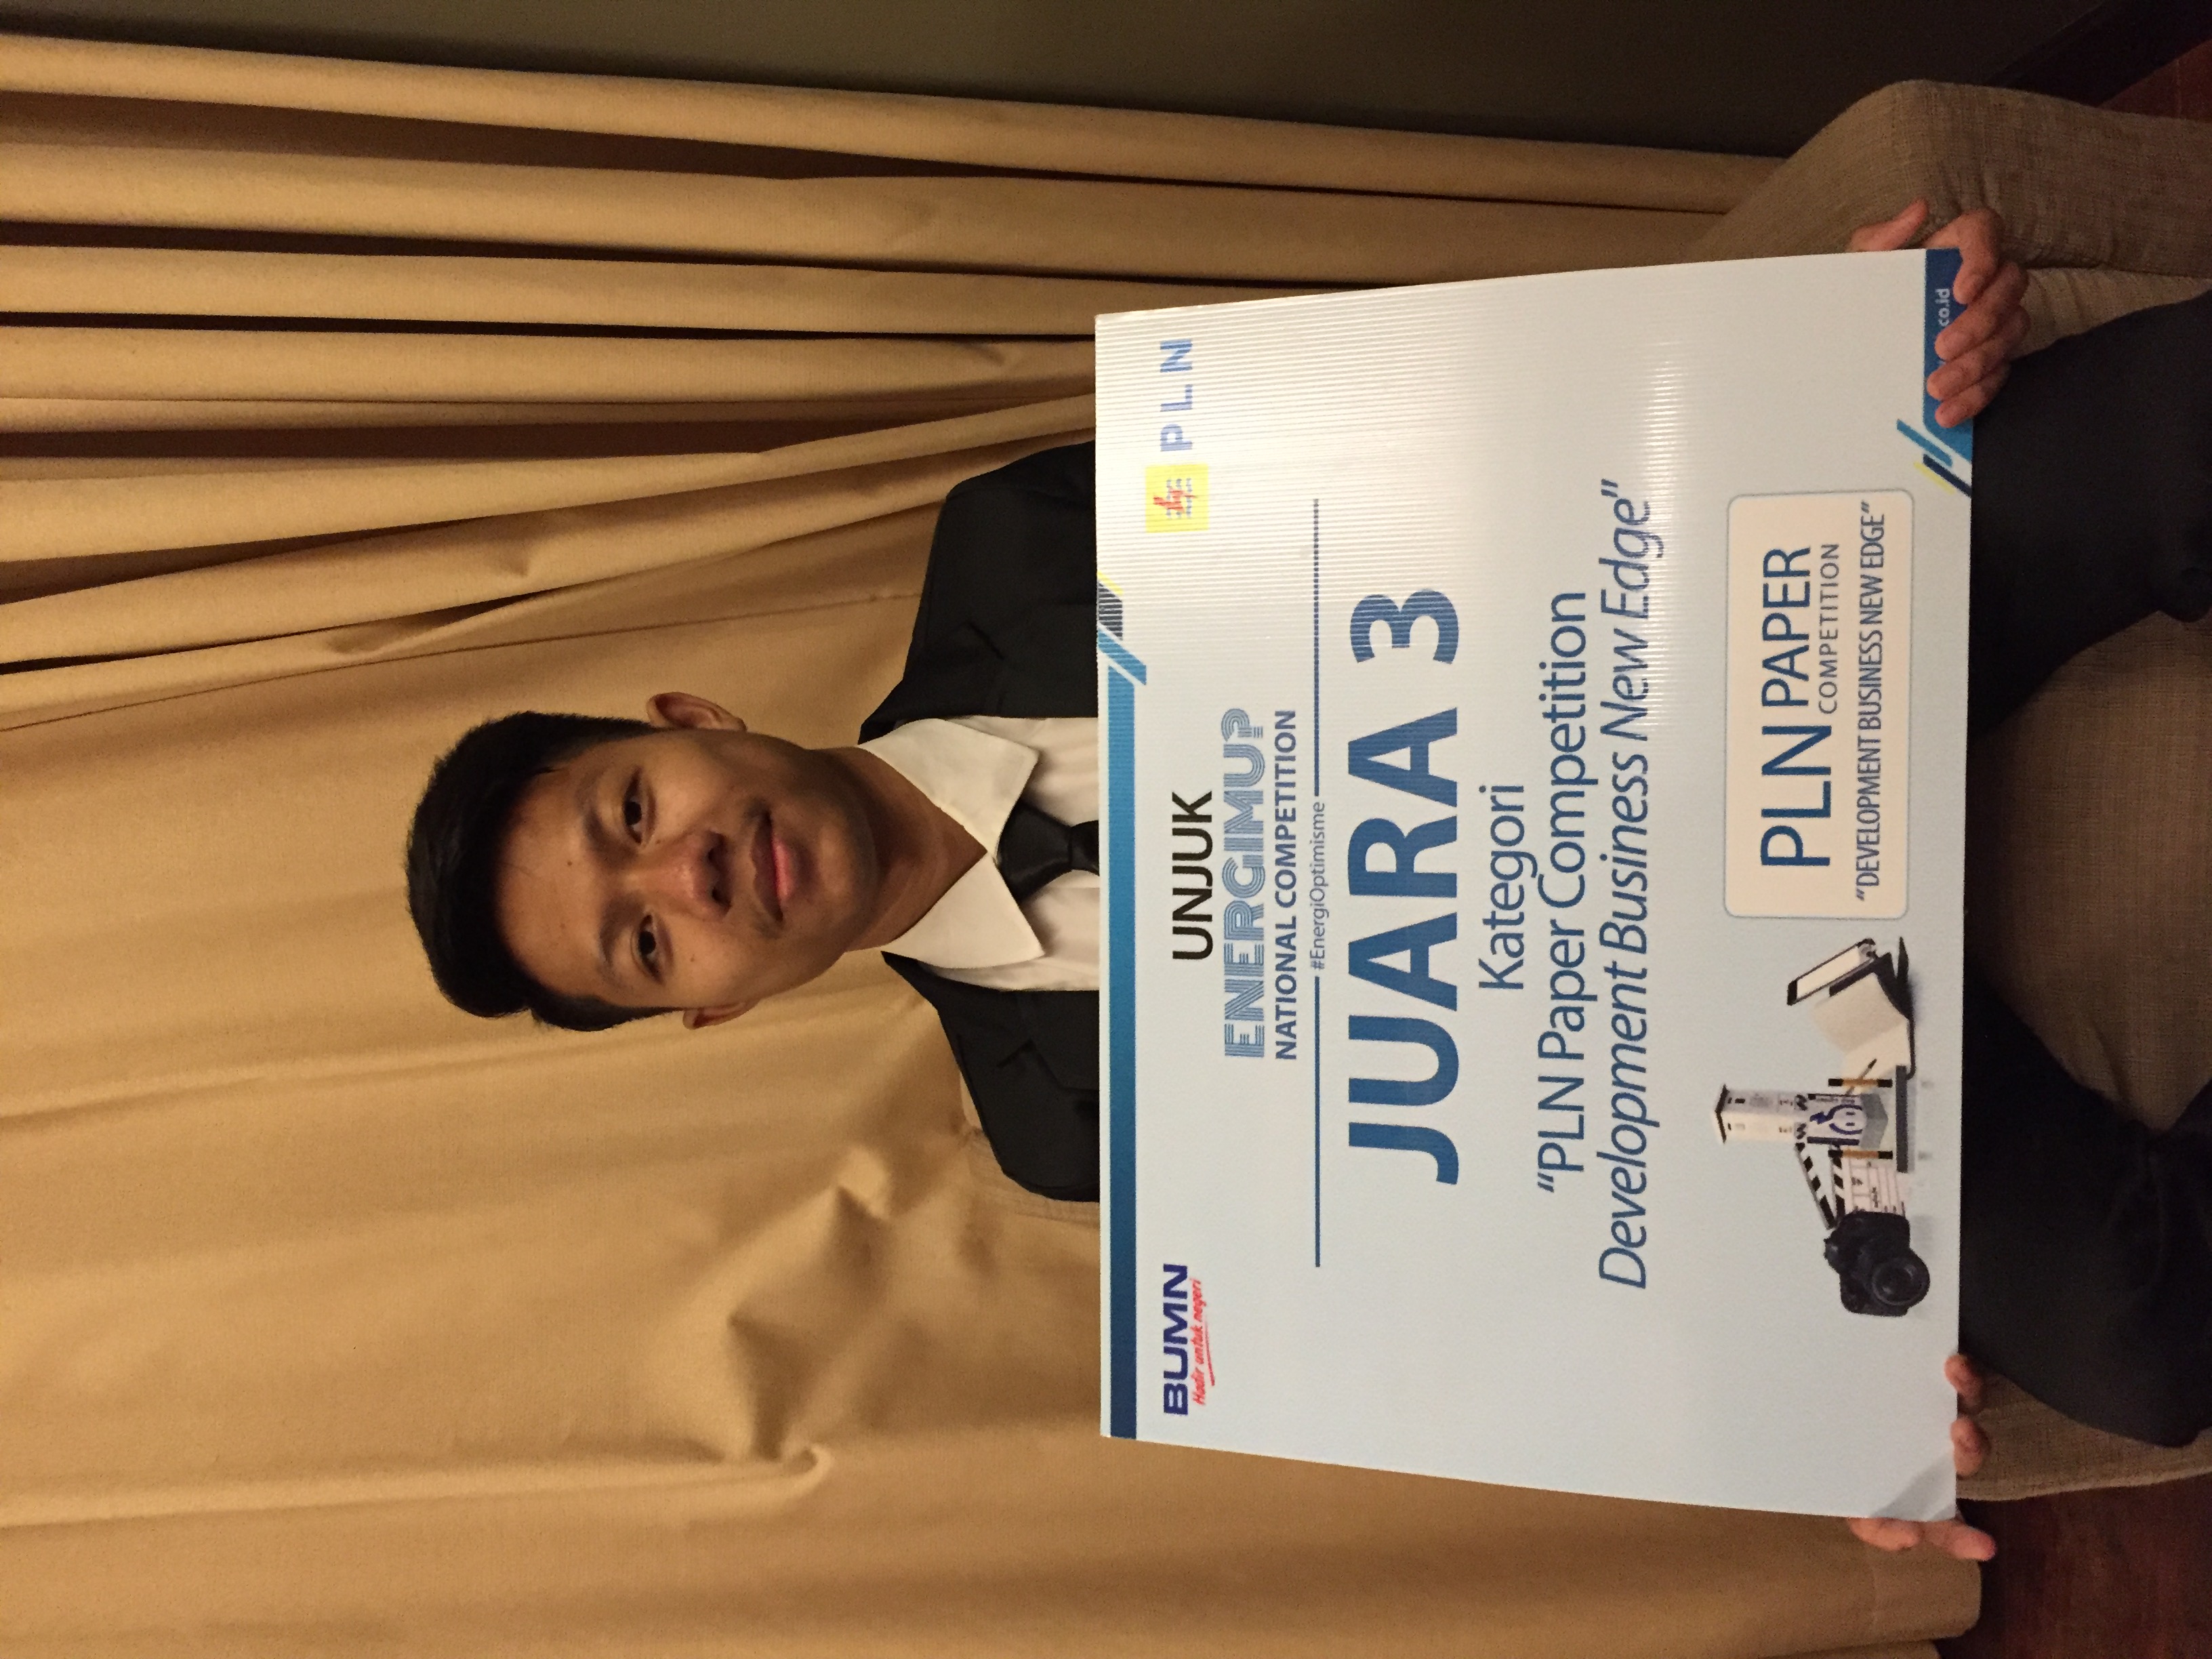 BUMN
Hadir untuk negeri
PLN
UNJUK
ENERGIMU?
NATIONAL COMPETITION
#EnergiOptimisme
JUARA 3
Kategori
“PLN Paper Competition
Development Business New Edge”
PLN PAPER
COMPETITION
“DEVELOPMENT BUSINESS NEW EDGE”
.co.id